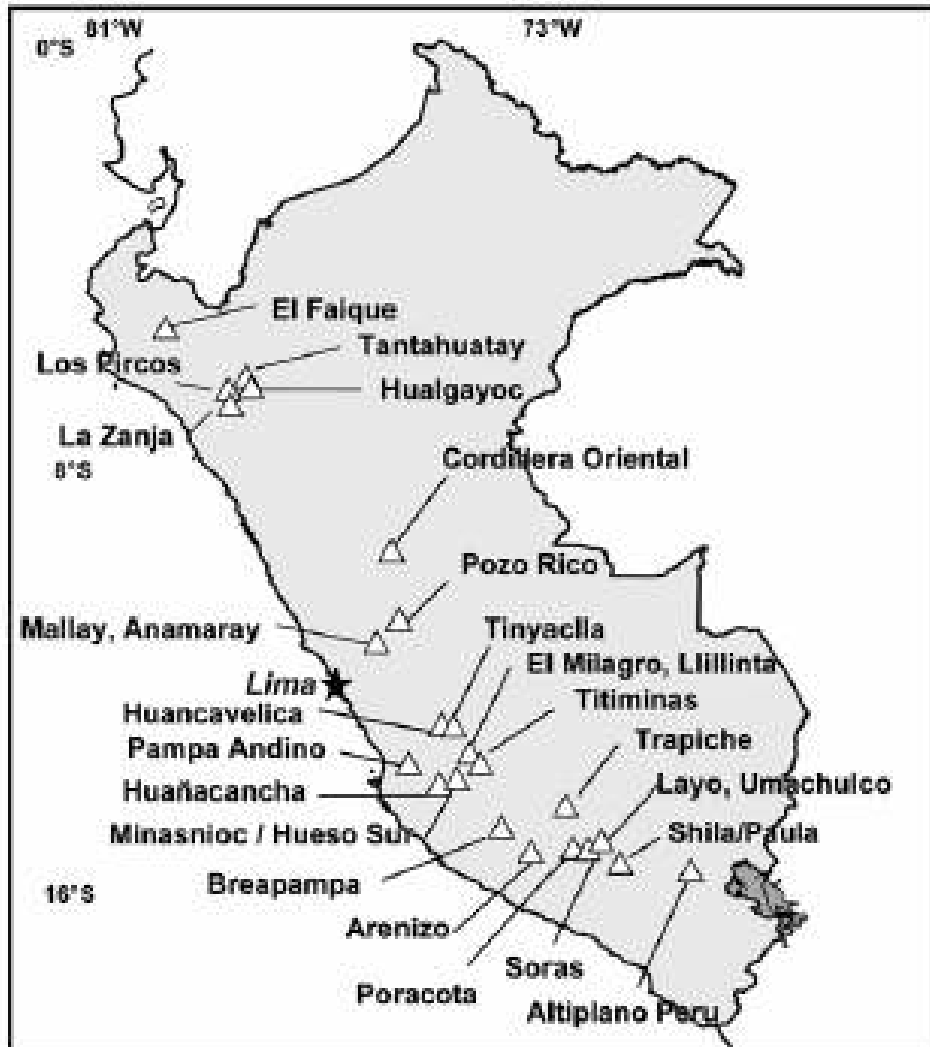 81°W
73°W
0°S
El Faique
Tantahuatay
Los Pircos
Hualgayoc
La Zanja
8°S
Cordillera Oriental
Pozo Rico
Mallay, Anamaray
Tinyaclla
El Milagro, Llillinta
Lima
Titiminas
Huancavelica
Trapiche
Pampa Andino
Layo, Umachulco
Huañacancha
Minasnioc / Hueso Sur
Shila/Paula
Breapampa
16°S
Arenizo
Soras
Poracota
Altiplano Peru